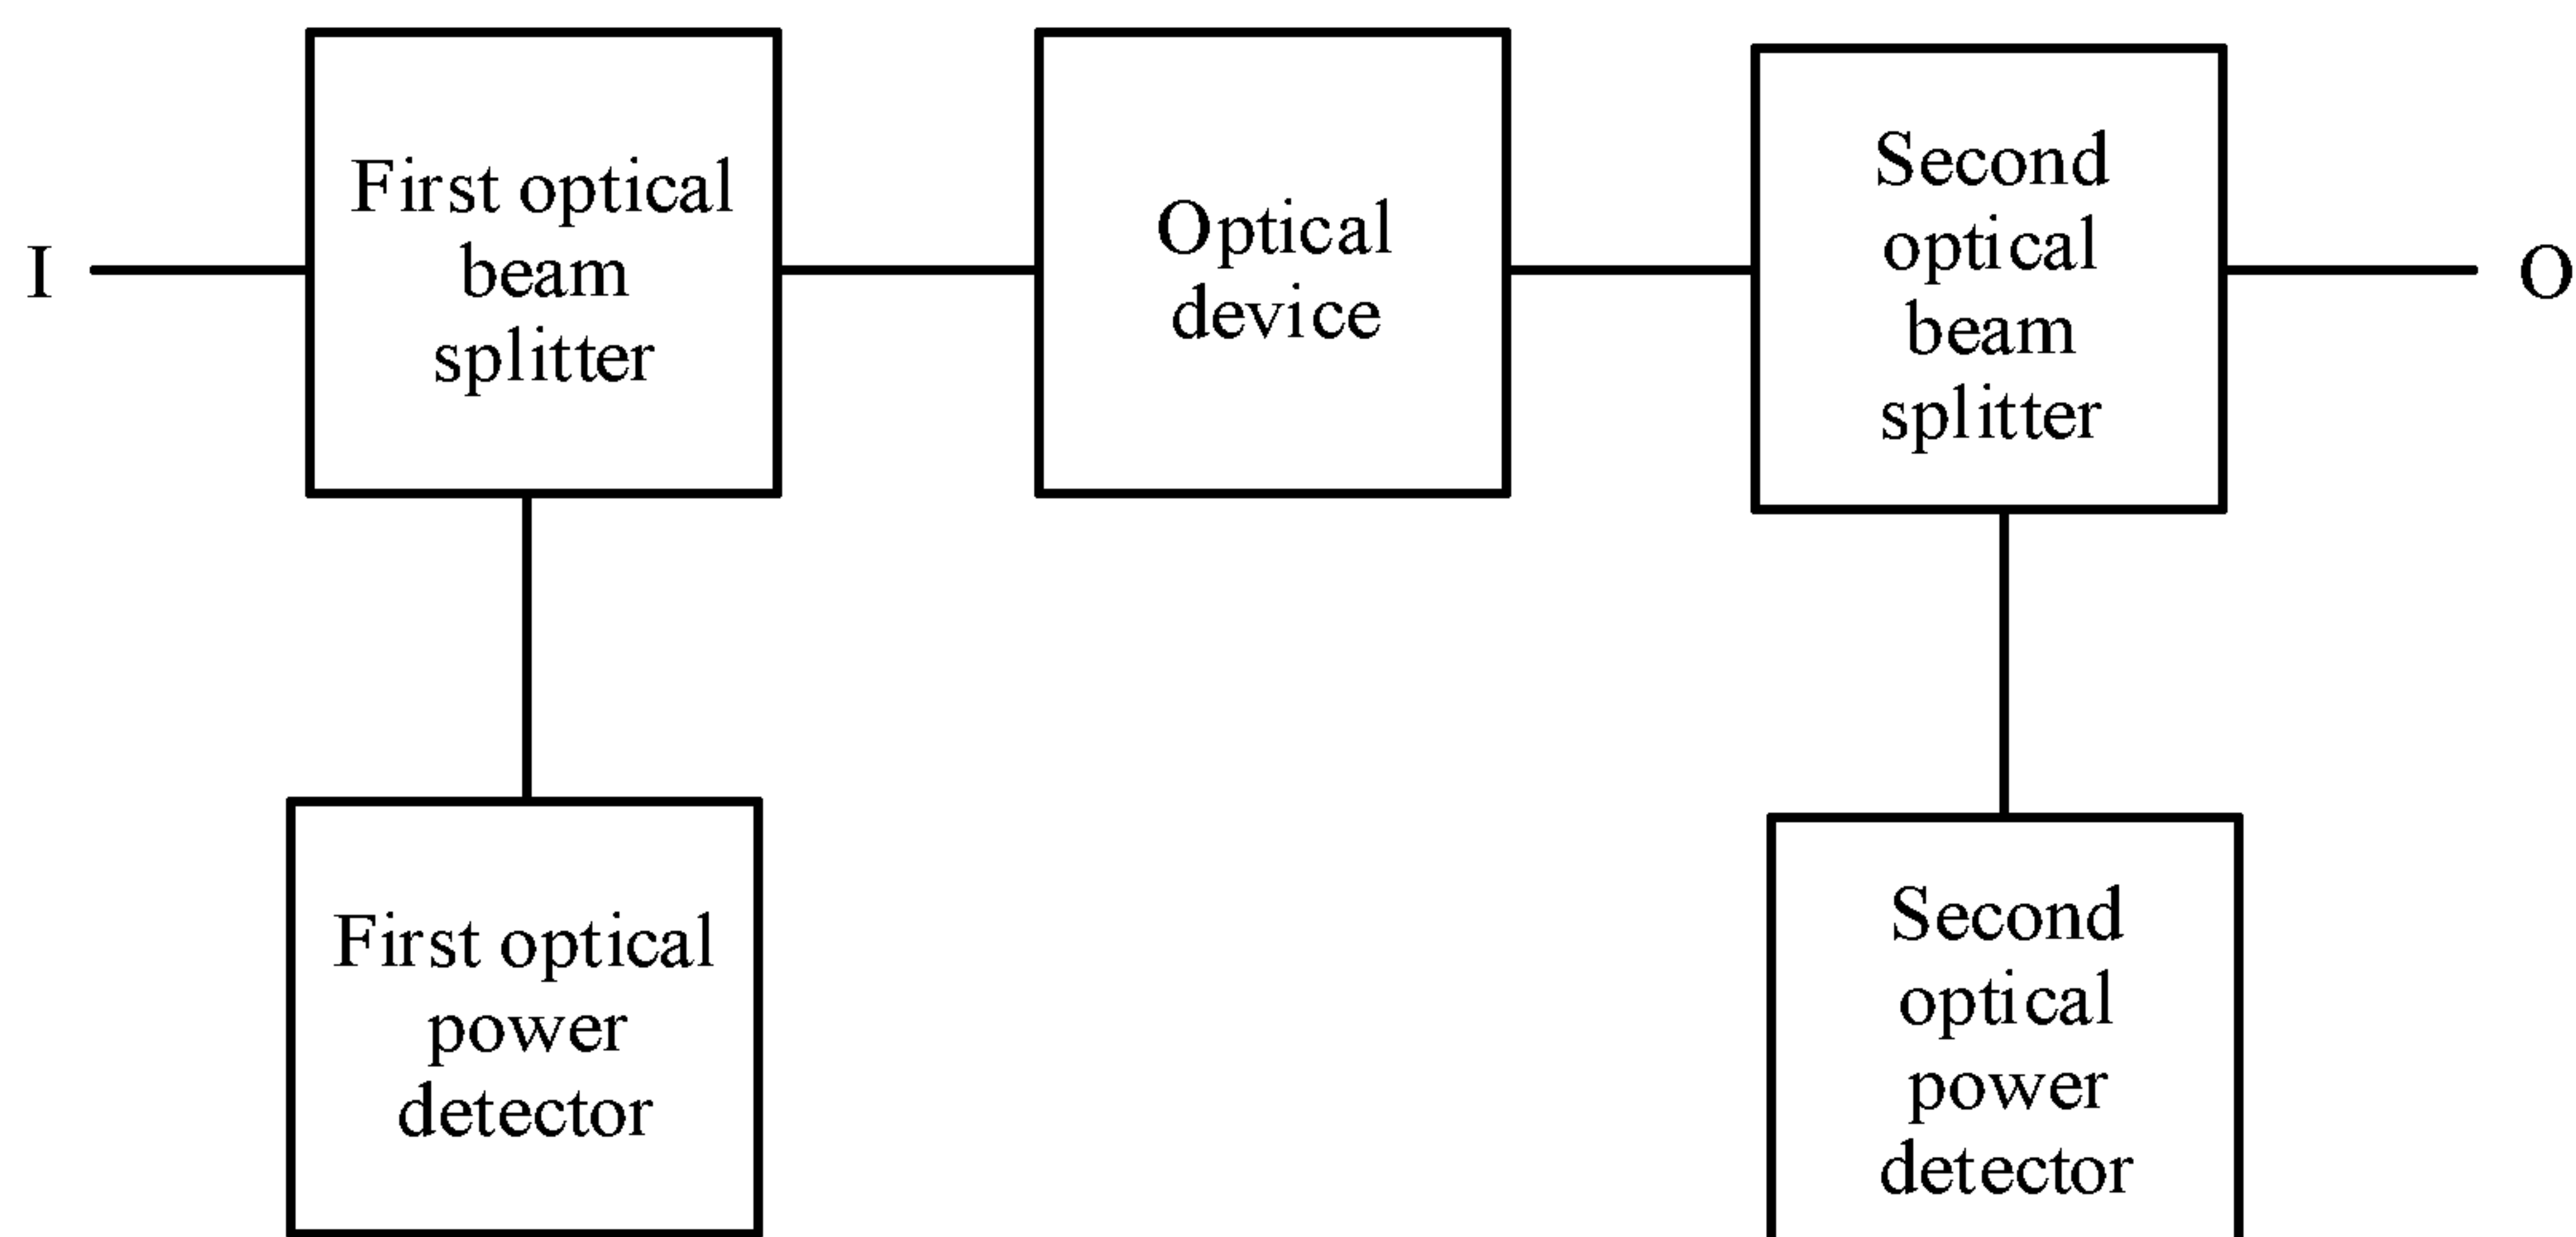 I
First optical
beam
splitter
Optical
device
Second
optical
beam
splitter
O
First optical
power
detector
Second
optical
power
detector